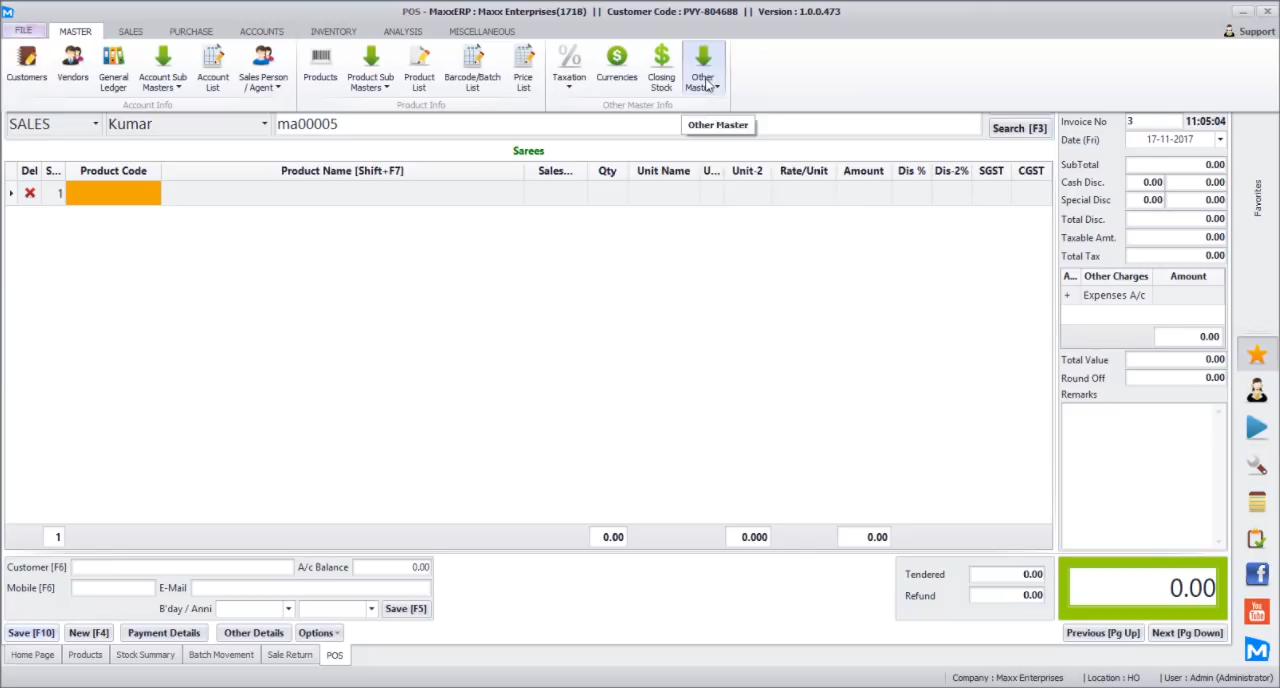 POS - MaxxERP : Maxx Enterprises(1718) || Customer Code : PVY-804688 || Version : 1.0.0.473
FILE MASTER SALES PURCHASE ACCOUNTS INVENTORY ANALYSIS MISCELLANEOUS Support
Customers Vendors General Ledger Account Sub Masters Account List Sales Person / Agent Products Product Sub Masters Product List Barcode/Batch List Price List Taxation Currencies Closing Stock Other Masters
Account Info Product Info Other Master Info
SALES Kumar ma00005 Other Master Search [F3] Invoice No 3 11:05:04
Date (Fri) 17-11-2017
Sarees
Del S... Product Code Product Name [Shift+F7] Sales... Qty Unit Name U... Unit-2 Rate/Unit Amount Dis % Dis-2% SGST CGST
1
SubTotal 0.00
Cash Disc. 0.00 0.00
Special Disc 0.00 0.00
Total Disc. 0.00
Taxable Amt. 0.00
Total Tax 0.00
A... Other Charges Amount
+ Expenses A/c
0.00
Total Value 0.00
Round Off 0.00
Remarks
Favorites
1 0.00 0.000 0.00
Customer [F6] A/c Balance 0.00
Mobile [F6] E-Mail
B'day / Anni Save [F5]
Tendered 0.00
Refund 0.00
0.00
Save [F10] New [F4] Payment Details Other Details Options Previous [Pg Up] Next [Pg Down]
Home Page Products Stock Summary Batch Movement Sale Return POS
You Tube
Company : Maxx Enterprises | Location : HO | User : Admin (Administrator)